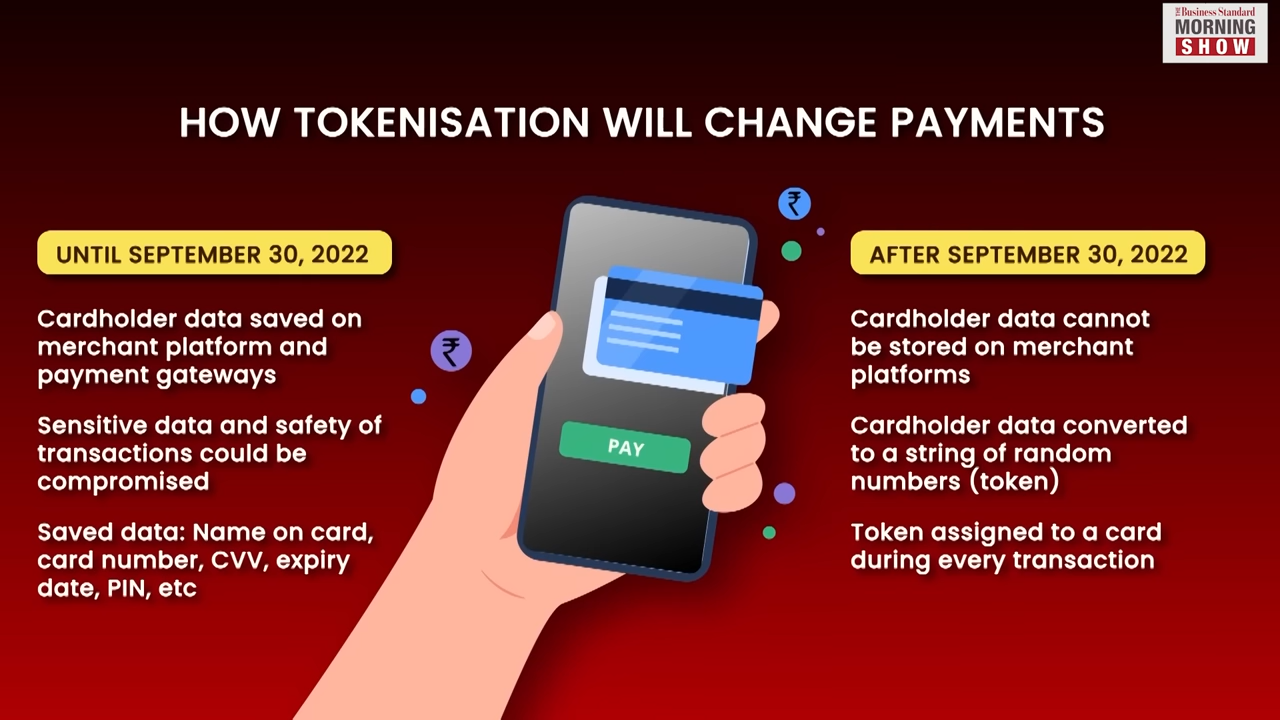 THE Business Standard
MORNING
SHOW
HOW TOKENISATION WILL CHANGE PAYMENTS
UNTIL SEPTEMBER 30, 2022
Cardholder data saved on
merchant platform and
payment gateways
Sensitive data and safety of
transactions could be
compromised
Saved data: Name on card,
card number, CVV, expiry
date, PIN, etc
₹
₹
PAY
AFTER SEPTEMBER 30, 2022
Cardholder data cannot
be stored on merchant
platforms
Cardholder data converted
to a string of random
numbers (token)
Token assigned to a card
during every transaction